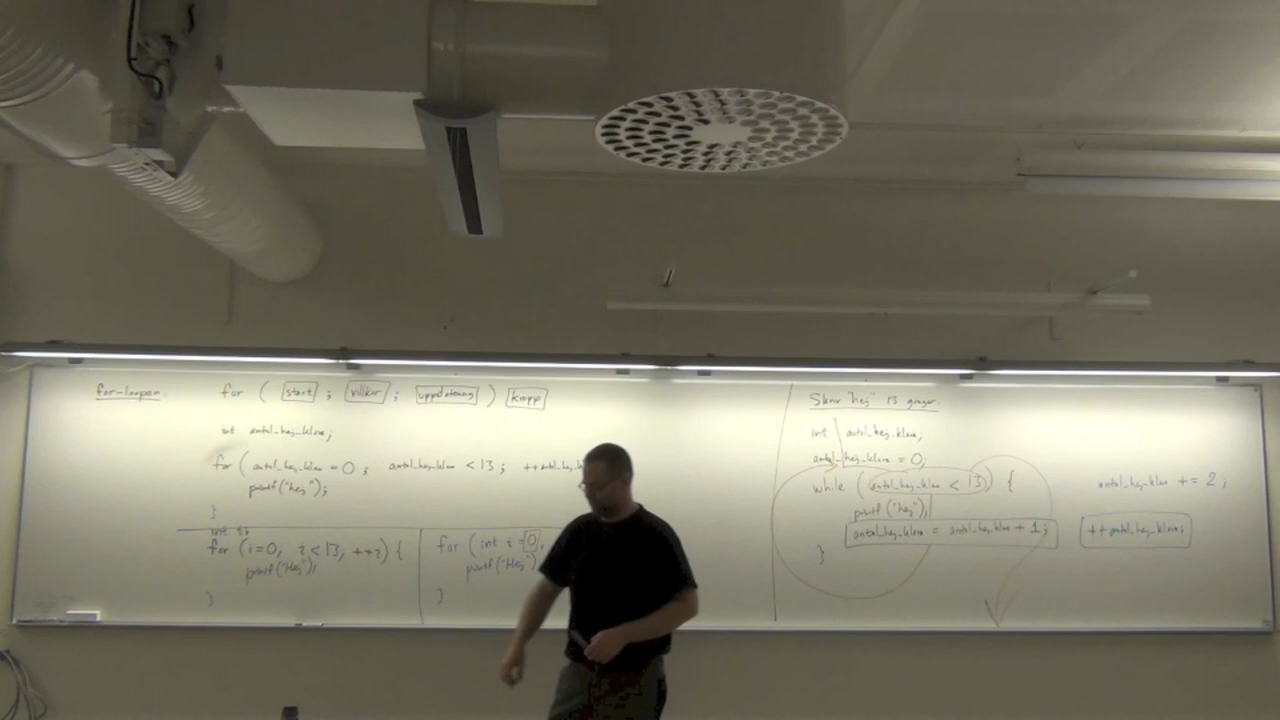 for-loopen
for ( start ; villkor ; uppdatering ) kropp
int antal_hej_klara;
for ( antal_hej_klara = 0 ; antal_hej_klara < 13 ; ++antal_hej_k
printf("hej");
}
int i;
for (i=0; i<13; ++i) {
printf("Hej");
}
for (int i=0;
printf("Hej")
}
Skriv "hej" 13 gånger.
int antal_hej_klara;
antal_hej_klara = 0;
while (antal_hej_klara < 13) {
printf ("hej");
antal_hej_klara = antal_hej_klara + 1;
}
antal_hej_klara += 2 ;
++antal_hej_klara;